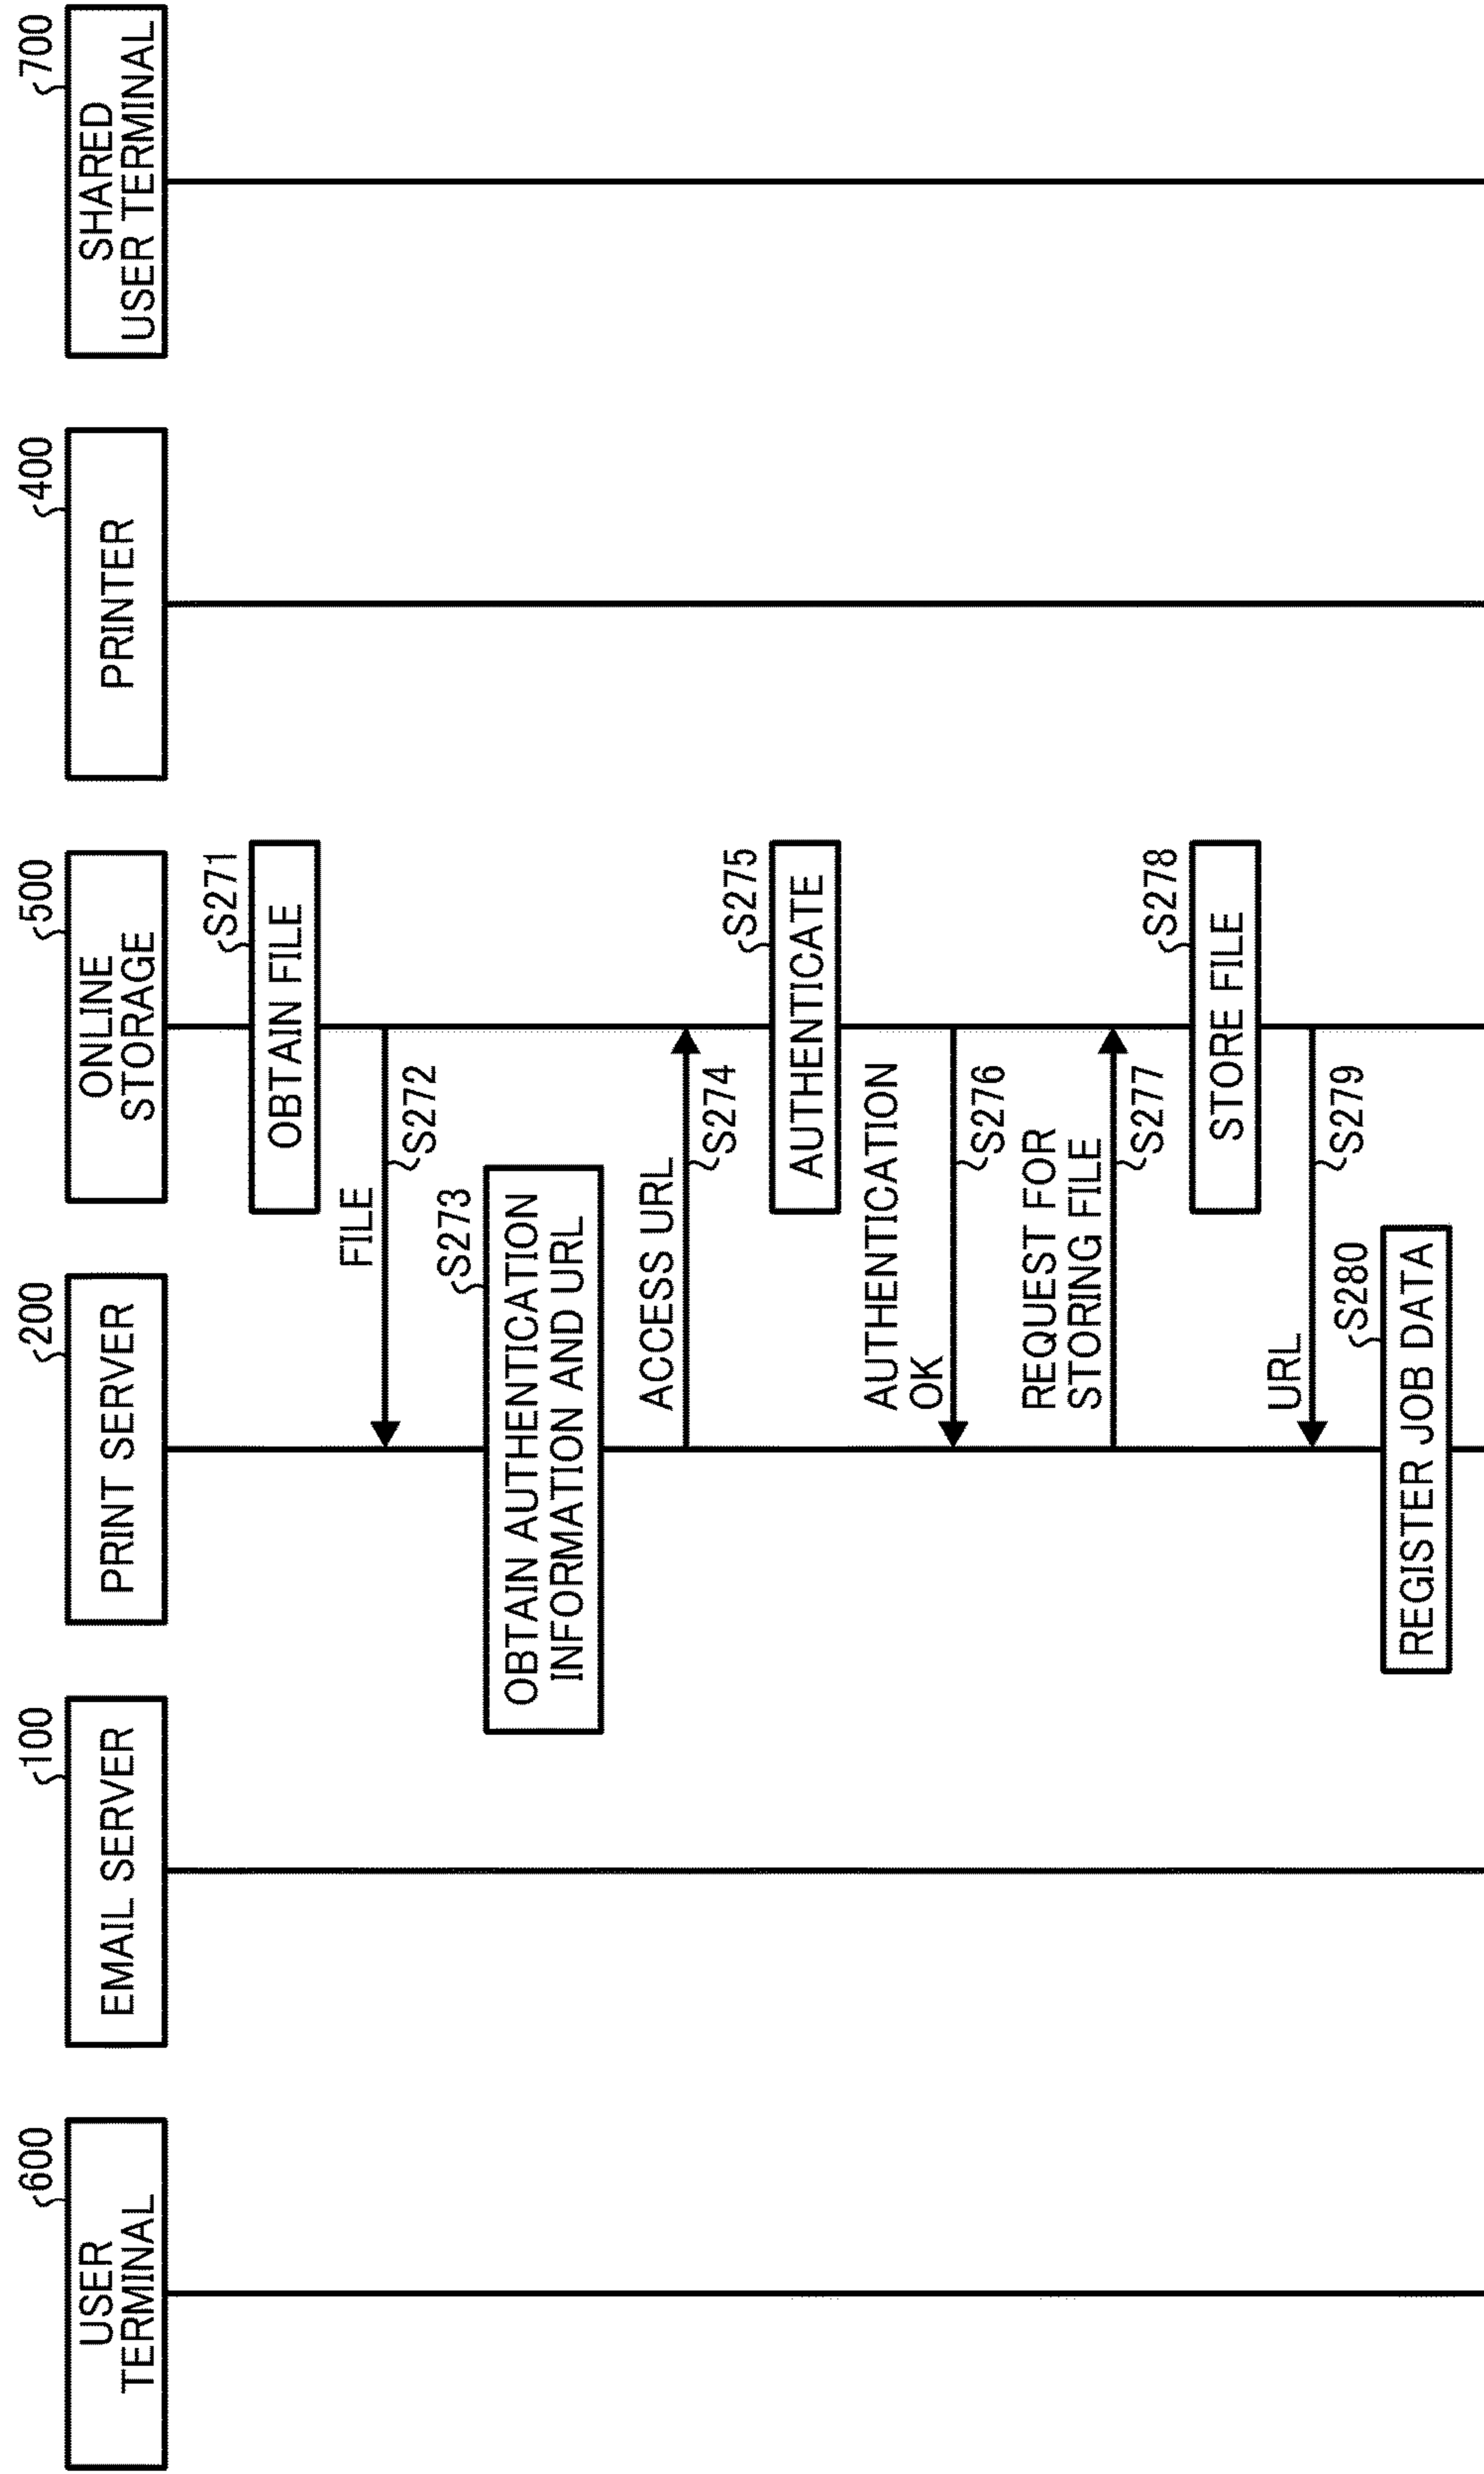 600
USER
TERMINAL
100
EMAIL SERVER
200
PRINT SERVER
500
ONLINE
STORAGE
400
PRINTER
700
SHARED
USER TERMINAL
S271
OBTAIN FILE
FILE
S272
S273
OBTAIN AUTHENTICATION
INFORMATION AND URL
ACCESS URL
S274
S275
AUTHENTICATE
AUTHENTICATION
OK
S276
REQUEST FOR
STORING FILE
S277
S278
STORE FILE
URL
S279
S280
REGISTER JOB DATA